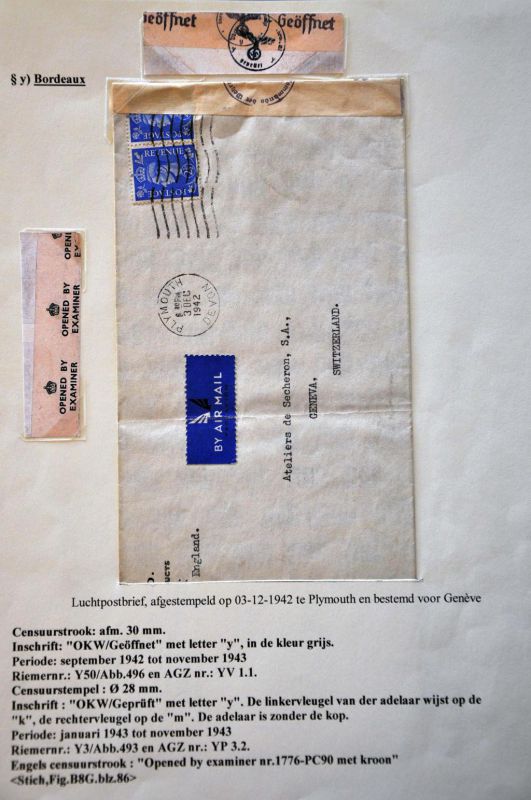 Geöffnet
Geöffnet
§ y) Bordeaux
POSTAGE
REVENUE
POSTAGE
OPENED BY
OPENED BY
EXAMINER
OPENED BY
EXAMINER
PLYMOUTH
3 DEC
1942
DEVON
BY AIR MAIL
Ateliers de Secheron, S.A.,
GENEVA,
SWITZERLAND.
England.
Luchtpostbrief, afgestempeld op 03-12-1942 te Plymouth en bestemd voor Genève
Censuurstrook: afm. 30 mm.
Inschrift: "OKW/Geöffnet" met letter "y", in de kleur grijs.
Periode: september 1942 tot november 1943
Riemernr.: Y50/Abb.496 en AGZ nr.: YV 1.1.
Censuurstempel : Ø 28 mm.
Inschrift : "OKW/Geprüft" met letter "y". De linkervleugel van der adelaar wijst op de
"k", de rechtervleugel op de "m". De adelaar is zonder de kop.
Periode: januari 1943 tot november 1943
Riemernr.: Y3/Abb.493 en AGZ nr.: YP 3.2.
Engels censuurstrook : "Opened by examiner nr.1776-PC90 met kroon"
<Stich,Fig.B8G.blz.86>